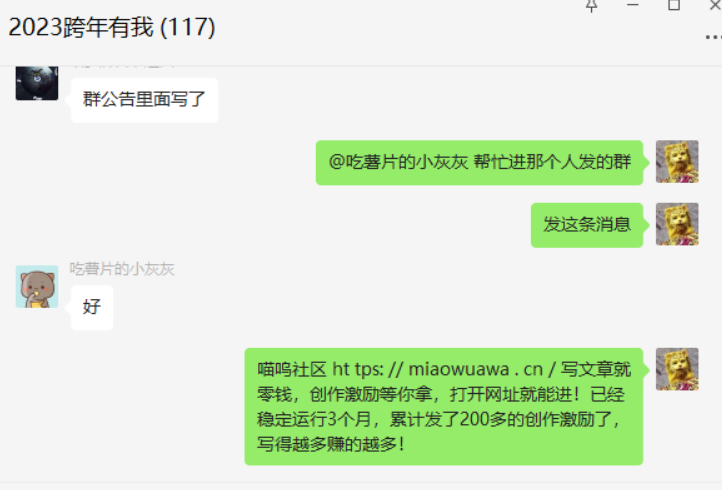 2023跨年有我 (117)
群公告里面写了
@吃薯片的小灰灰 帮忙进那个人发的群
发这条消息
吃薯片的小灰灰
好
喵呜社区 ht tps: // miaowuawa . cn / 写文章就
零钱，创作激励等你拿，打开网址就能进！已经
稳定运行3个月，累计发了200多的创作激励了，
写得越多赚的越多！